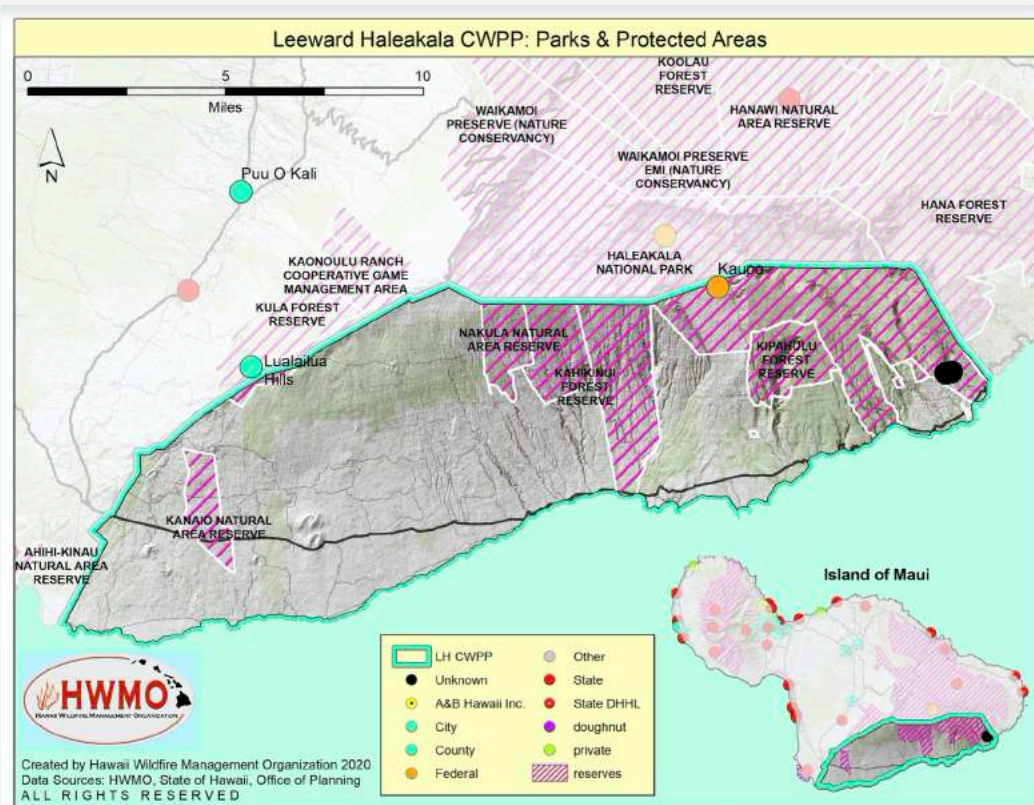 Leeward Haleakala CWPP: Parks & Protected Areas
0 5 10
Miles
N
KOOLAU
FOREST
RESERVE
WAIKAMOI
PRESERVE (NATURE
CONSERVANCY)
HANAWI NATURAL
AREA RESERVE
WAIKAMOI PRESERVE
EMI (NATURE
CONSERVANCY)
Puu O Kali
HANA FOREST
RESERVE
HALEAKALA
NATIONAL PARK
Kaupo
KAONOULU RANCH
COOPERATIVE GAME
MANAGEMENT AREA
KULA FOREST
RESERVE
NAKULA NATURAL
AREA RESERVE
KIPAHULU
FOREST
RESERVE
Lualailua
Hills
KAHIKINUI
FOREST
RESERVE
KANAIO NATURAL
AREA RESERVE
AHIHI-KINAU
NATURAL AREA
RESERVE
Island of Maui
LH CWPP
Unknown
A&B Hawaii Inc.
City
County
Federal
Other
State
State DHHL
doughnut
private
reserves
HWMO
HAWAII WILDFIRE MANAGEMENT ORGANIZATION
Created by Hawaii Wildfire Management Organization 2020
Data Sources: HWMO, State of Hawaii, Office of Planning
ALL RIGHTS RESERVED